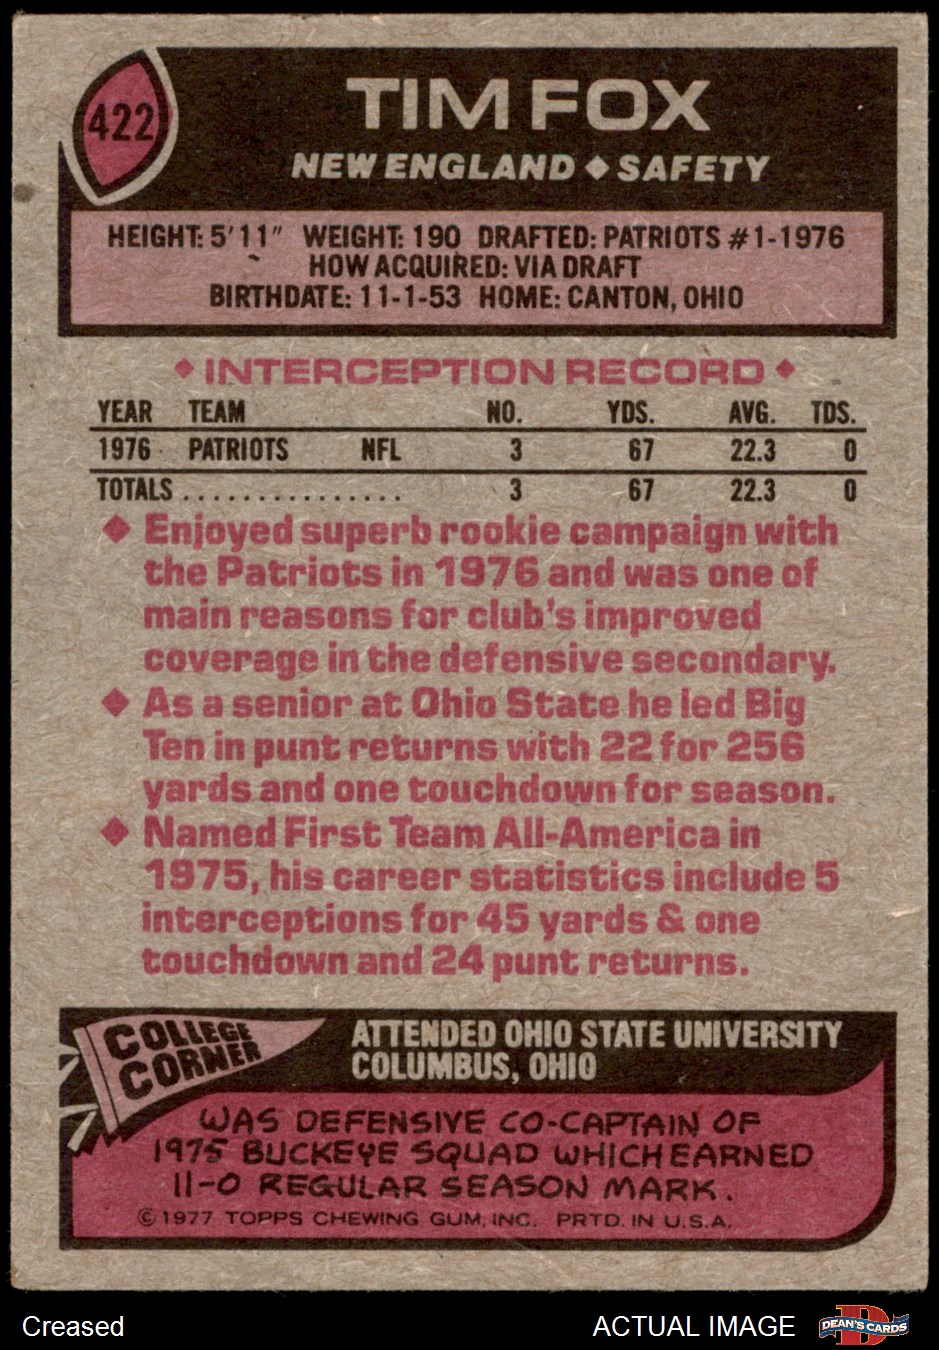 422
TIM FOX
NEW ENGLAND ◆ SAFETY
HEIGHT: 5'11" WEIGHT: 190 DRAFTED: PATRIOTS #1-1976
HOW ACQUIRED: VIA DRAFT
BIRTHDATE: 11-1-53 HOME: CANTON, OHIO
◆ INTERCEPTION RECORD ◆
YEAR TEAM NO. YDS. AVG. TDS.
1976 PATRIOTS NFL 3 67 22.3 0
TOTALS ............... 3 67 22.3 0
◆ Enjoyed superb rookie campaign with
the Patriots in 1976 and was one of
main reasons for club's improved
coverage in the defensive secondary.
◆ As a senior at Ohio State he led Big
Ten in punt returns with 22 for 256
yards and one touchdown for season.
◆ Named First Team All-America in
1975, his career statistics include 5
interceptions for 45 yards & one
touchdown and 24 punt returns.
COLLEGE
CORNER
ATTENDED OHIO STATE UNIVERSITY
COLUMBUS, OHIO
WAS DEFENSIVE CO-CAPTAIN OF
1975 BUCKEYE SQUAD WHICH EARNED
11-0 REGULAR SEASON MARK.
©1977 TOPPS CHEWING GUM, INC. PRTD. IN U.S.A.
Creased
ACTUAL IMAGE
D
DEAN'S CARDS